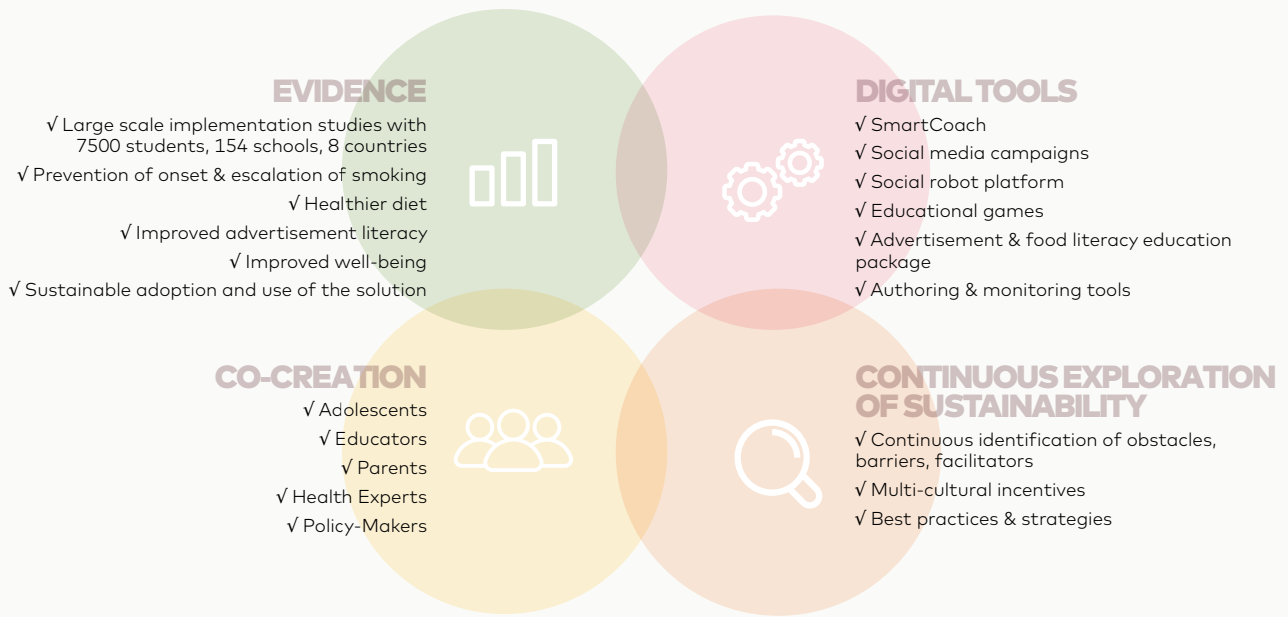 EVIDENCE
√ Large scale implementation studies with
7500 students, 154 schools, 8 countries
√ Prevention of onset & escalation of smoking
√ Healthier diet
√ Improved advertisement literacy
√ Improved well-being
√ Sustainable adoption and use of the solution
DIGITAL TOOLS
√ SmartCoach
√ Social media campaigns
√ Social robot platform
√ Educational games
√ Advertisement & food literacy education
package
√ Authoring & monitoring tools
CO-CREATION
√ Adolescents
√ Educators
√ Parents
√ Health Experts
√ Policy-Makers
CONTINUOUS EXPLORATION
OF SUSTAINABILITY
√ Continuous identification of obstacles,
barriers, facilitators
√ Multi-cultural incentives
√ Best practices & strategies